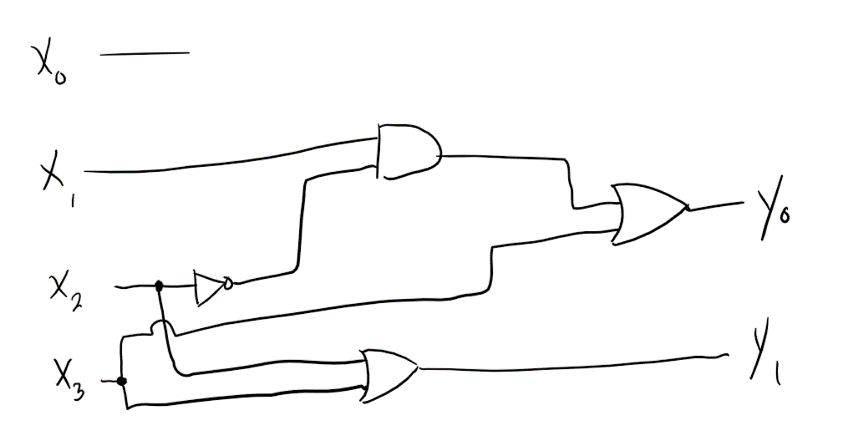 X₀
X₁
Y₀
X₂
X₃
Y₁